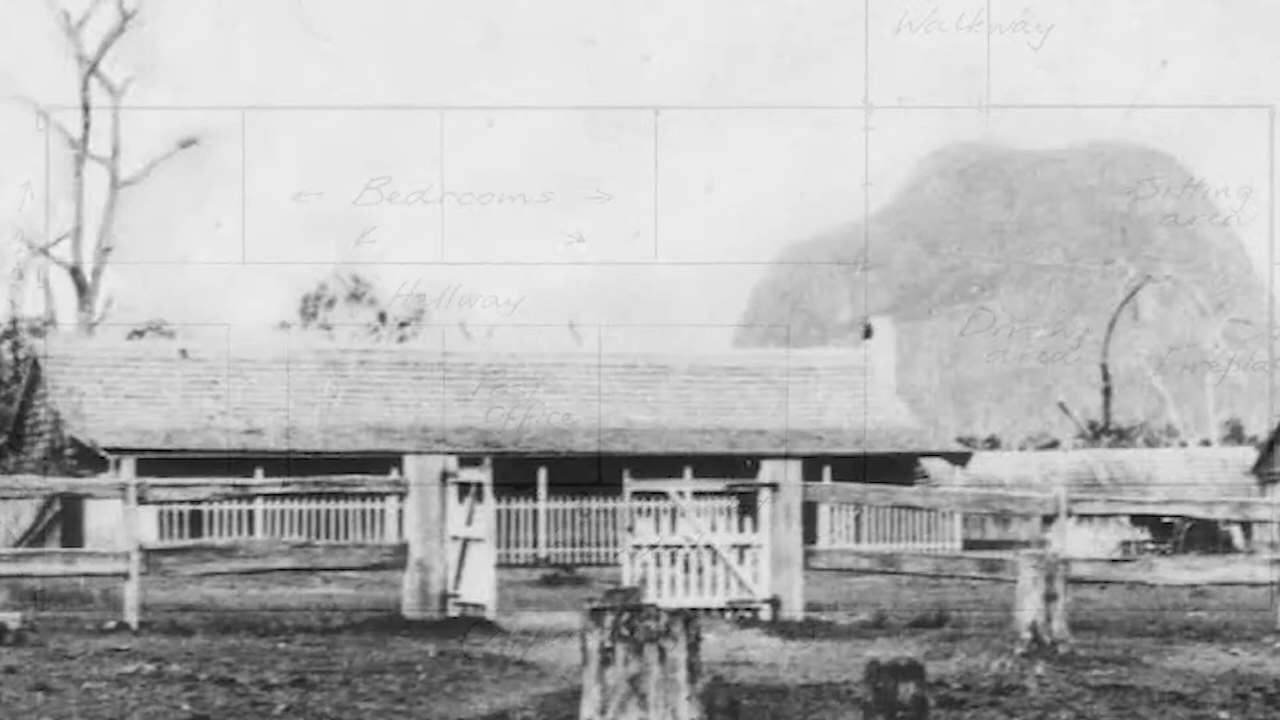 Walkway
← Bedrooms →
Sitting
area
Hallway
Dining
area
Post
office